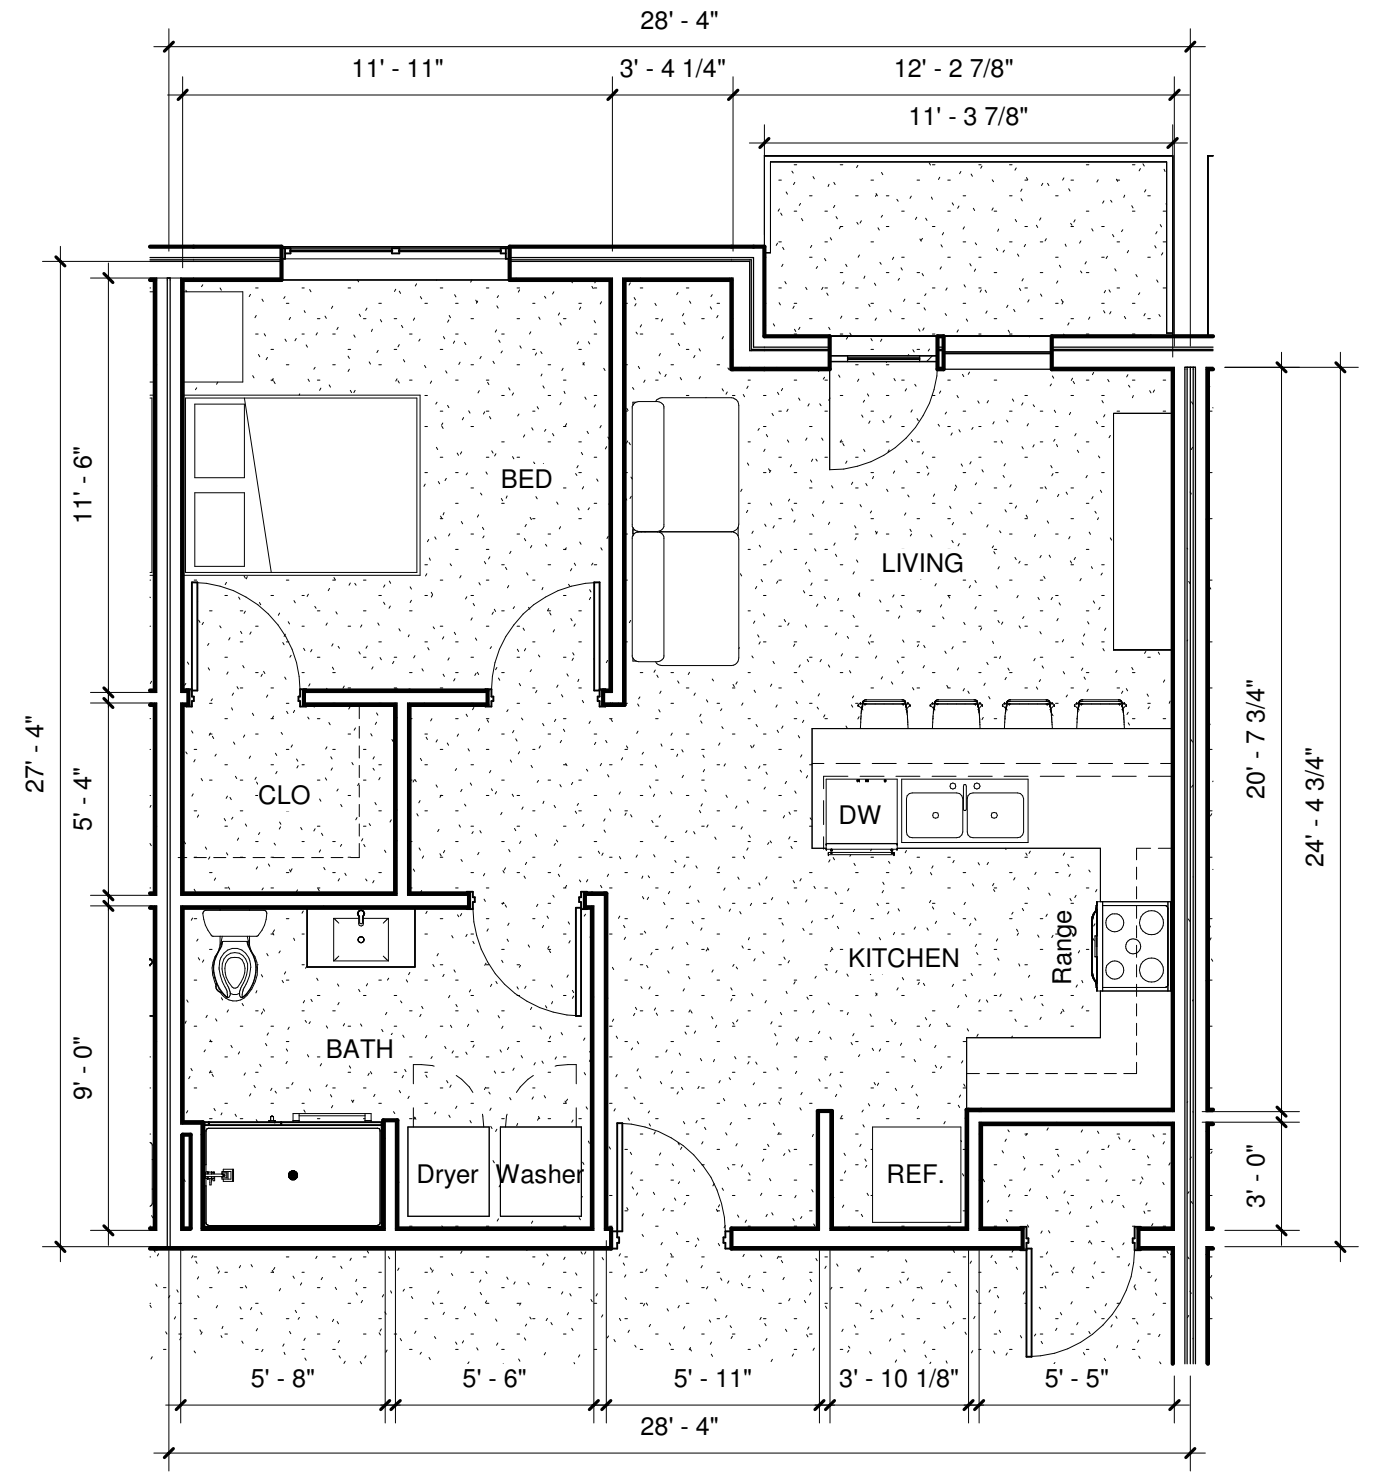 28' - 4"
11' - 11"
3' - 4 1/4"
12' - 2 7/8"
11' - 3 7/8"
11' - 6"
BED
LIVING
27' - 4"
5' - 4"
CLO
DW
20' - 7 3/4"
24' - 4 3/4"
Range
KITCHEN
9' - 0"
BATH
Dryer
Washer
REF.
3' - 0"
5' - 8"
5' - 6"
5' - 11"
3' - 10 1/8"
5' - 5"
28' - 4"